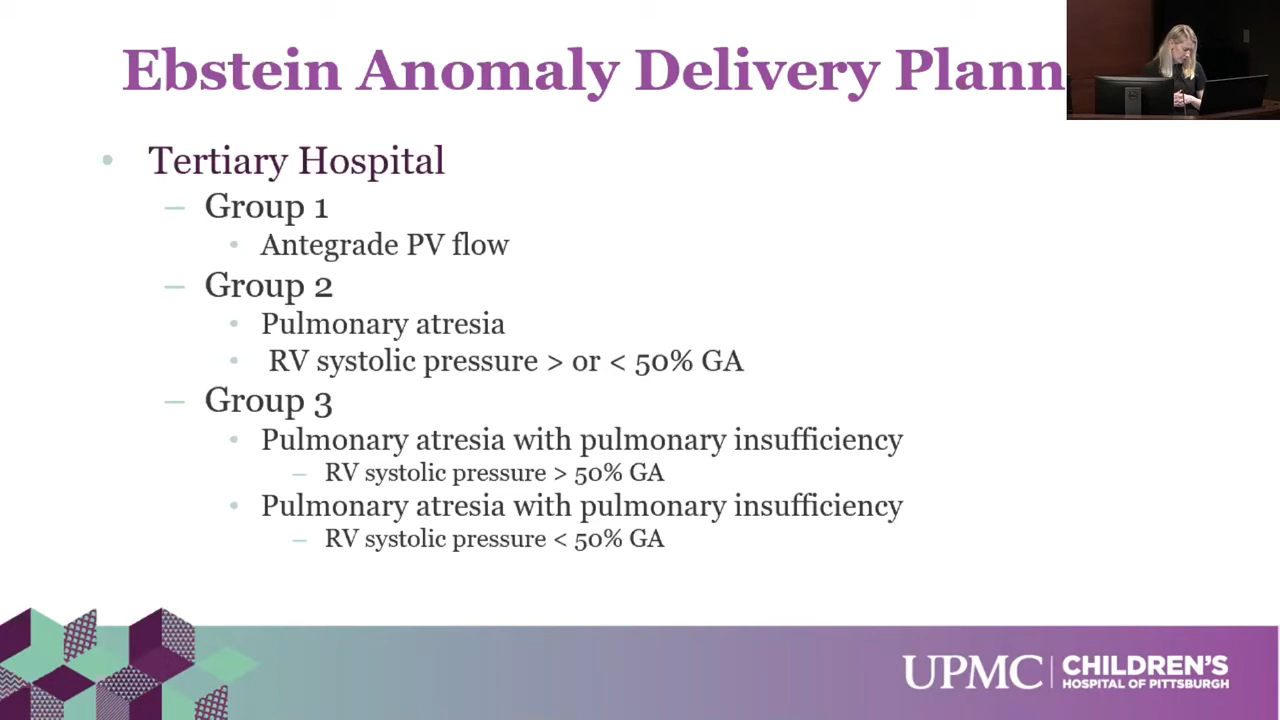 Ebstein Anomaly Delivery Plann
• Tertiary Hospital
– Group 1
• Antegrade PV flow
– Group 2
• Pulmonary atresia
• RV systolic pressure > or < 50% GA
– Group 3
• Pulmonary atresia with pulmonary insufficiency
– RV systolic pressure > 50% GA
• Pulmonary atresia with pulmonary insufficiency
– RV systolic pressure < 50% GA
UPMC | CHILDREN'S
HOSPITAL OF PITTSBURGH